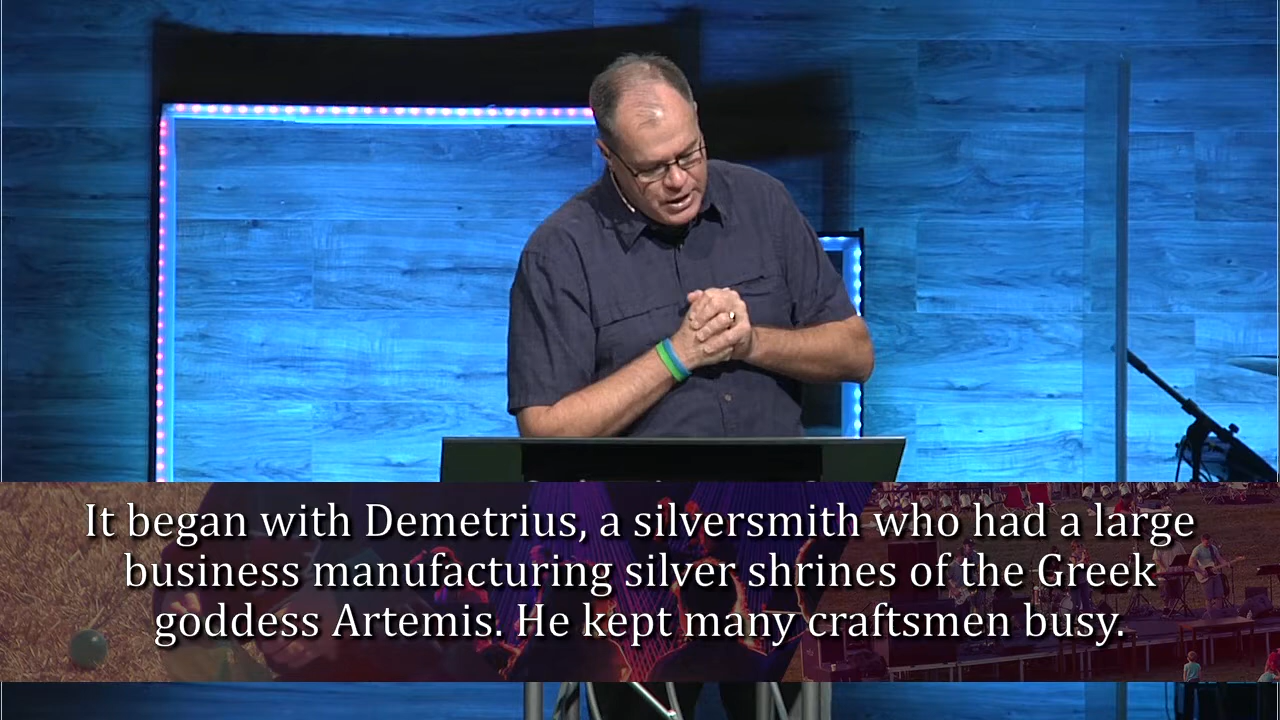 It began with Demetrius, a silversmith who had a large
business manufacturing silver shrines of the Greek
goddess Artemis. He kept many craftsmen busy.